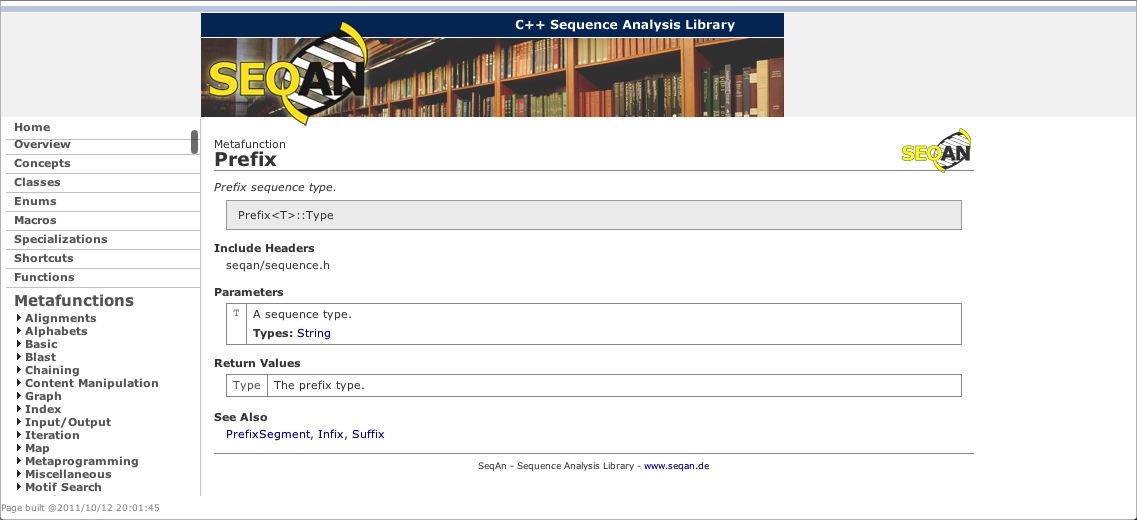 C++ Sequence Analysis Library
SEQAN
Home
Overview
Concepts
Classes
Enums
Macros
Specializations
Shortcuts
Functions
Metafunctions
Alignments
Alphabets
Basic
Blast
Chaining
Content Manipulation
Graph
Index
Input/Output
Iteration
Map
Metaprogramming
Miscellaneous
Motif Search
Page built @2011/10/12 20:01:45
Metafunction
Prefix
SEQAN
Prefix sequence type.
Prefix<T>::Type
Include Headers
seqan/sequence.h
Parameters
T A sequence type.
Types: String
Return Values
Type The prefix type.
See Also
PrefixSegment, Infix, Suffix
SeqAn - Sequence Analysis Library - www.seqan.de